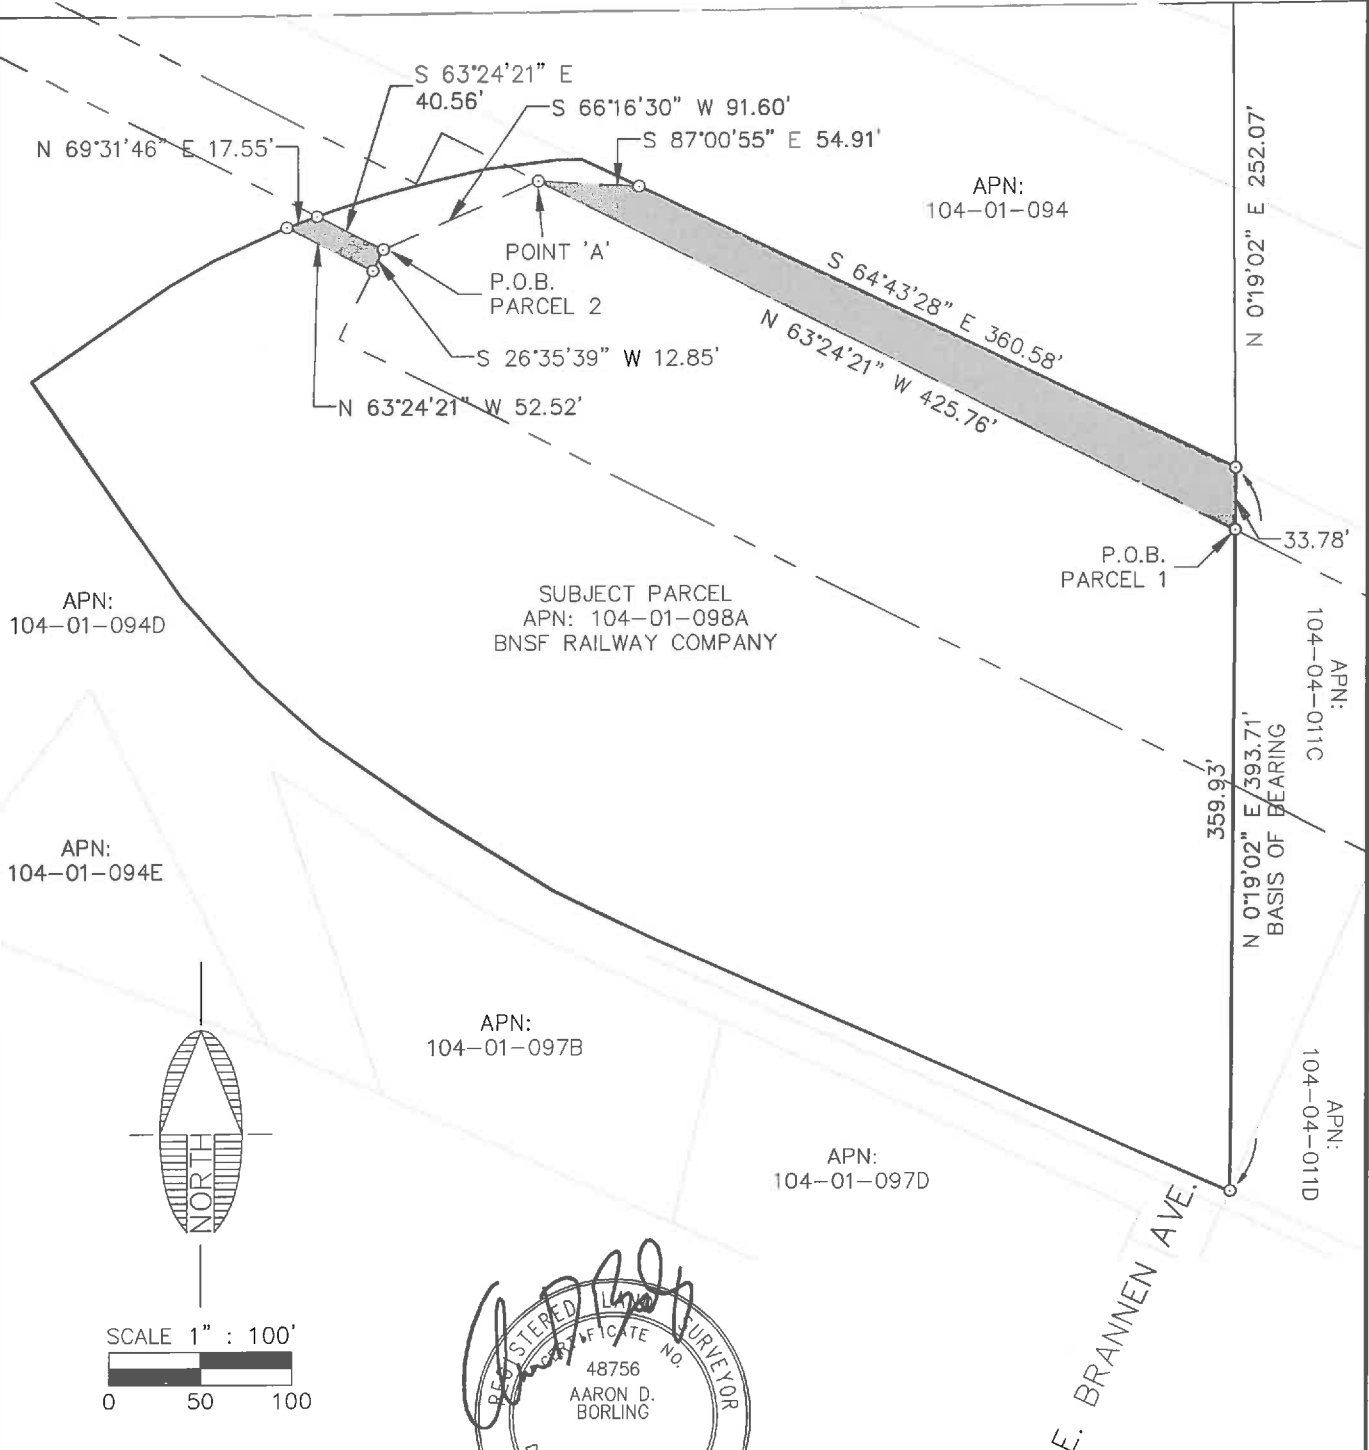 S 63°24'21" E
40.56'
S 66°16'30" W 91.60'
S 87°00'55" E 54.91'
N 69°31'46" E 17.55'
N 0°19'02" E 252.07'
APN:
104-01-094
POINT 'A'
P.O.B.
PARCEL 2
S 64°43'28" E 360.58'
N 63°24'21" W 425.76'
S 26°35'39" W 12.85'
N 63°24'21" W 52.52'
33.78'
P.O.B.
PARCEL 1
SUBJECT PARCEL
APN: 104-01-098A
BNSF RAILWAY COMPANY
APN:
104-01-094D
APN:
104-04-011C
359.93'
N 0°19'02" E 393.71'
BASIS OF BEARING
APN:
104-01-094E
APN:
104-01-097B
APN:
104-01-097D
APN:
104-04-011D
NORTH
E. BRANNEN AVE.
SCALE 1" : 100'
0 50 100
REGISTERED LAND SURVEYOR
CERTIFICATE NO.
48756
AARON D.
BORLING